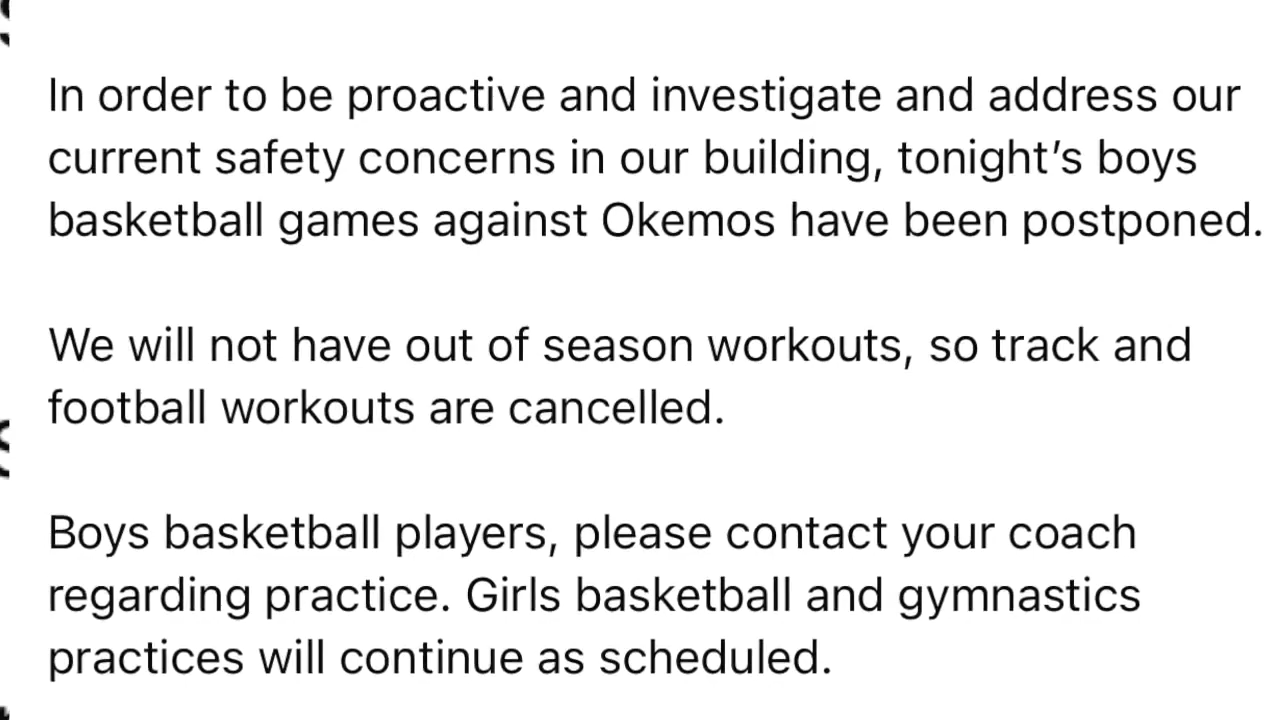 In order to be proactive and investigate and address our
current safety concerns in our building, tonight’s boys
basketball games against Okemos have been postponed.
We will not have out of season workouts, so track and
football workouts are cancelled.
Boys basketball players, please contact your coach
regarding practice. Girls basketball and gymnastics
practices will continue as scheduled.